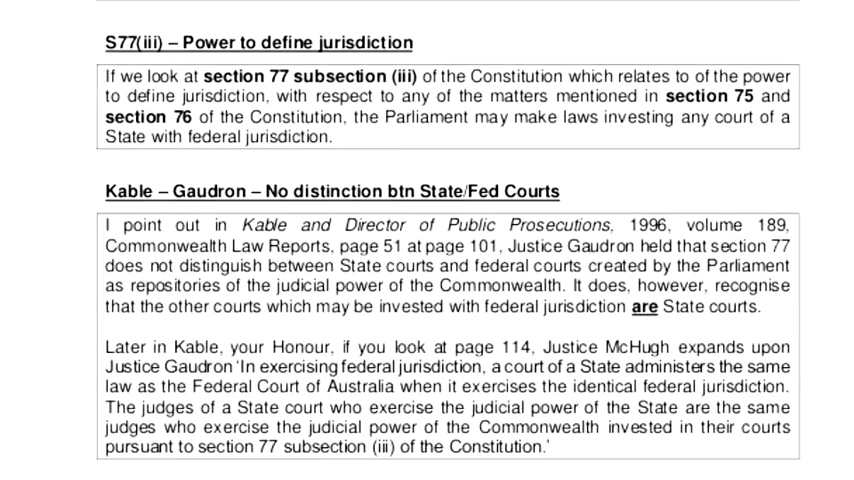 S77(iii) – Power to define jurisdiction
If we look at section 77 subsection (iii) of the Constitution which relates to of the power
to define jurisdiction, with respect to any of the matters mentioned in section 75 and
section 76 of the Constitution, the Parliament may make laws investing any court of a
State with federal jurisdiction.
Kable – Gaudron – No distinction btn State/Fed Courts
I point out in Kable and Director of Public Prosecutions, 1996, volume 189,
Commonwealth Law Reports, page 51 at page 101, Justice Gaudron held that section 77
does not distinguish between State courts and federal courts created by the Parliament
as repositories of the judicial power of the Commonwealth. It does, however, recognise
that the other courts which may be invested with federal jurisdiction are State courts.
Later in Kable, your Honour, if you look at page 114, Justice McHugh expands upon
Justice Gaudron 'In exercising federal jurisdiction, a court of a State administers the same
law as the Federal Court of Australia when it exercises the identical federal jurisdiction.
The judges of a State court who exercise the judicial power of the State are the same
judges who exercise the judicial power of the Commonwealth invested in their courts
pursuant to section 77 subsection (iii) of the Constitution.'